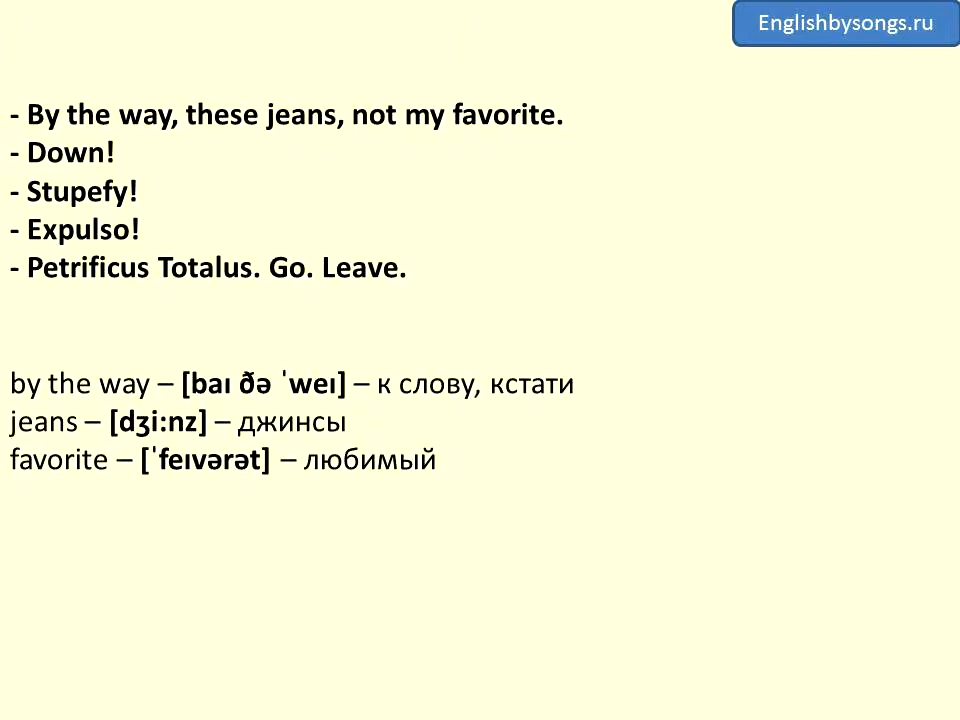 Englishbysongs.ru
- By the way, these jeans, not my favorite.
- Down!
- Stupefy!
- Expulso!
- Petrificus Totalus. Go. Leave.
by the way – [baɪ ðə ˈweɪ] – к слову, кстати
jeans – [dʒi:nz] – джинсы
favorite – [ˈfeɪvərət] – любимый